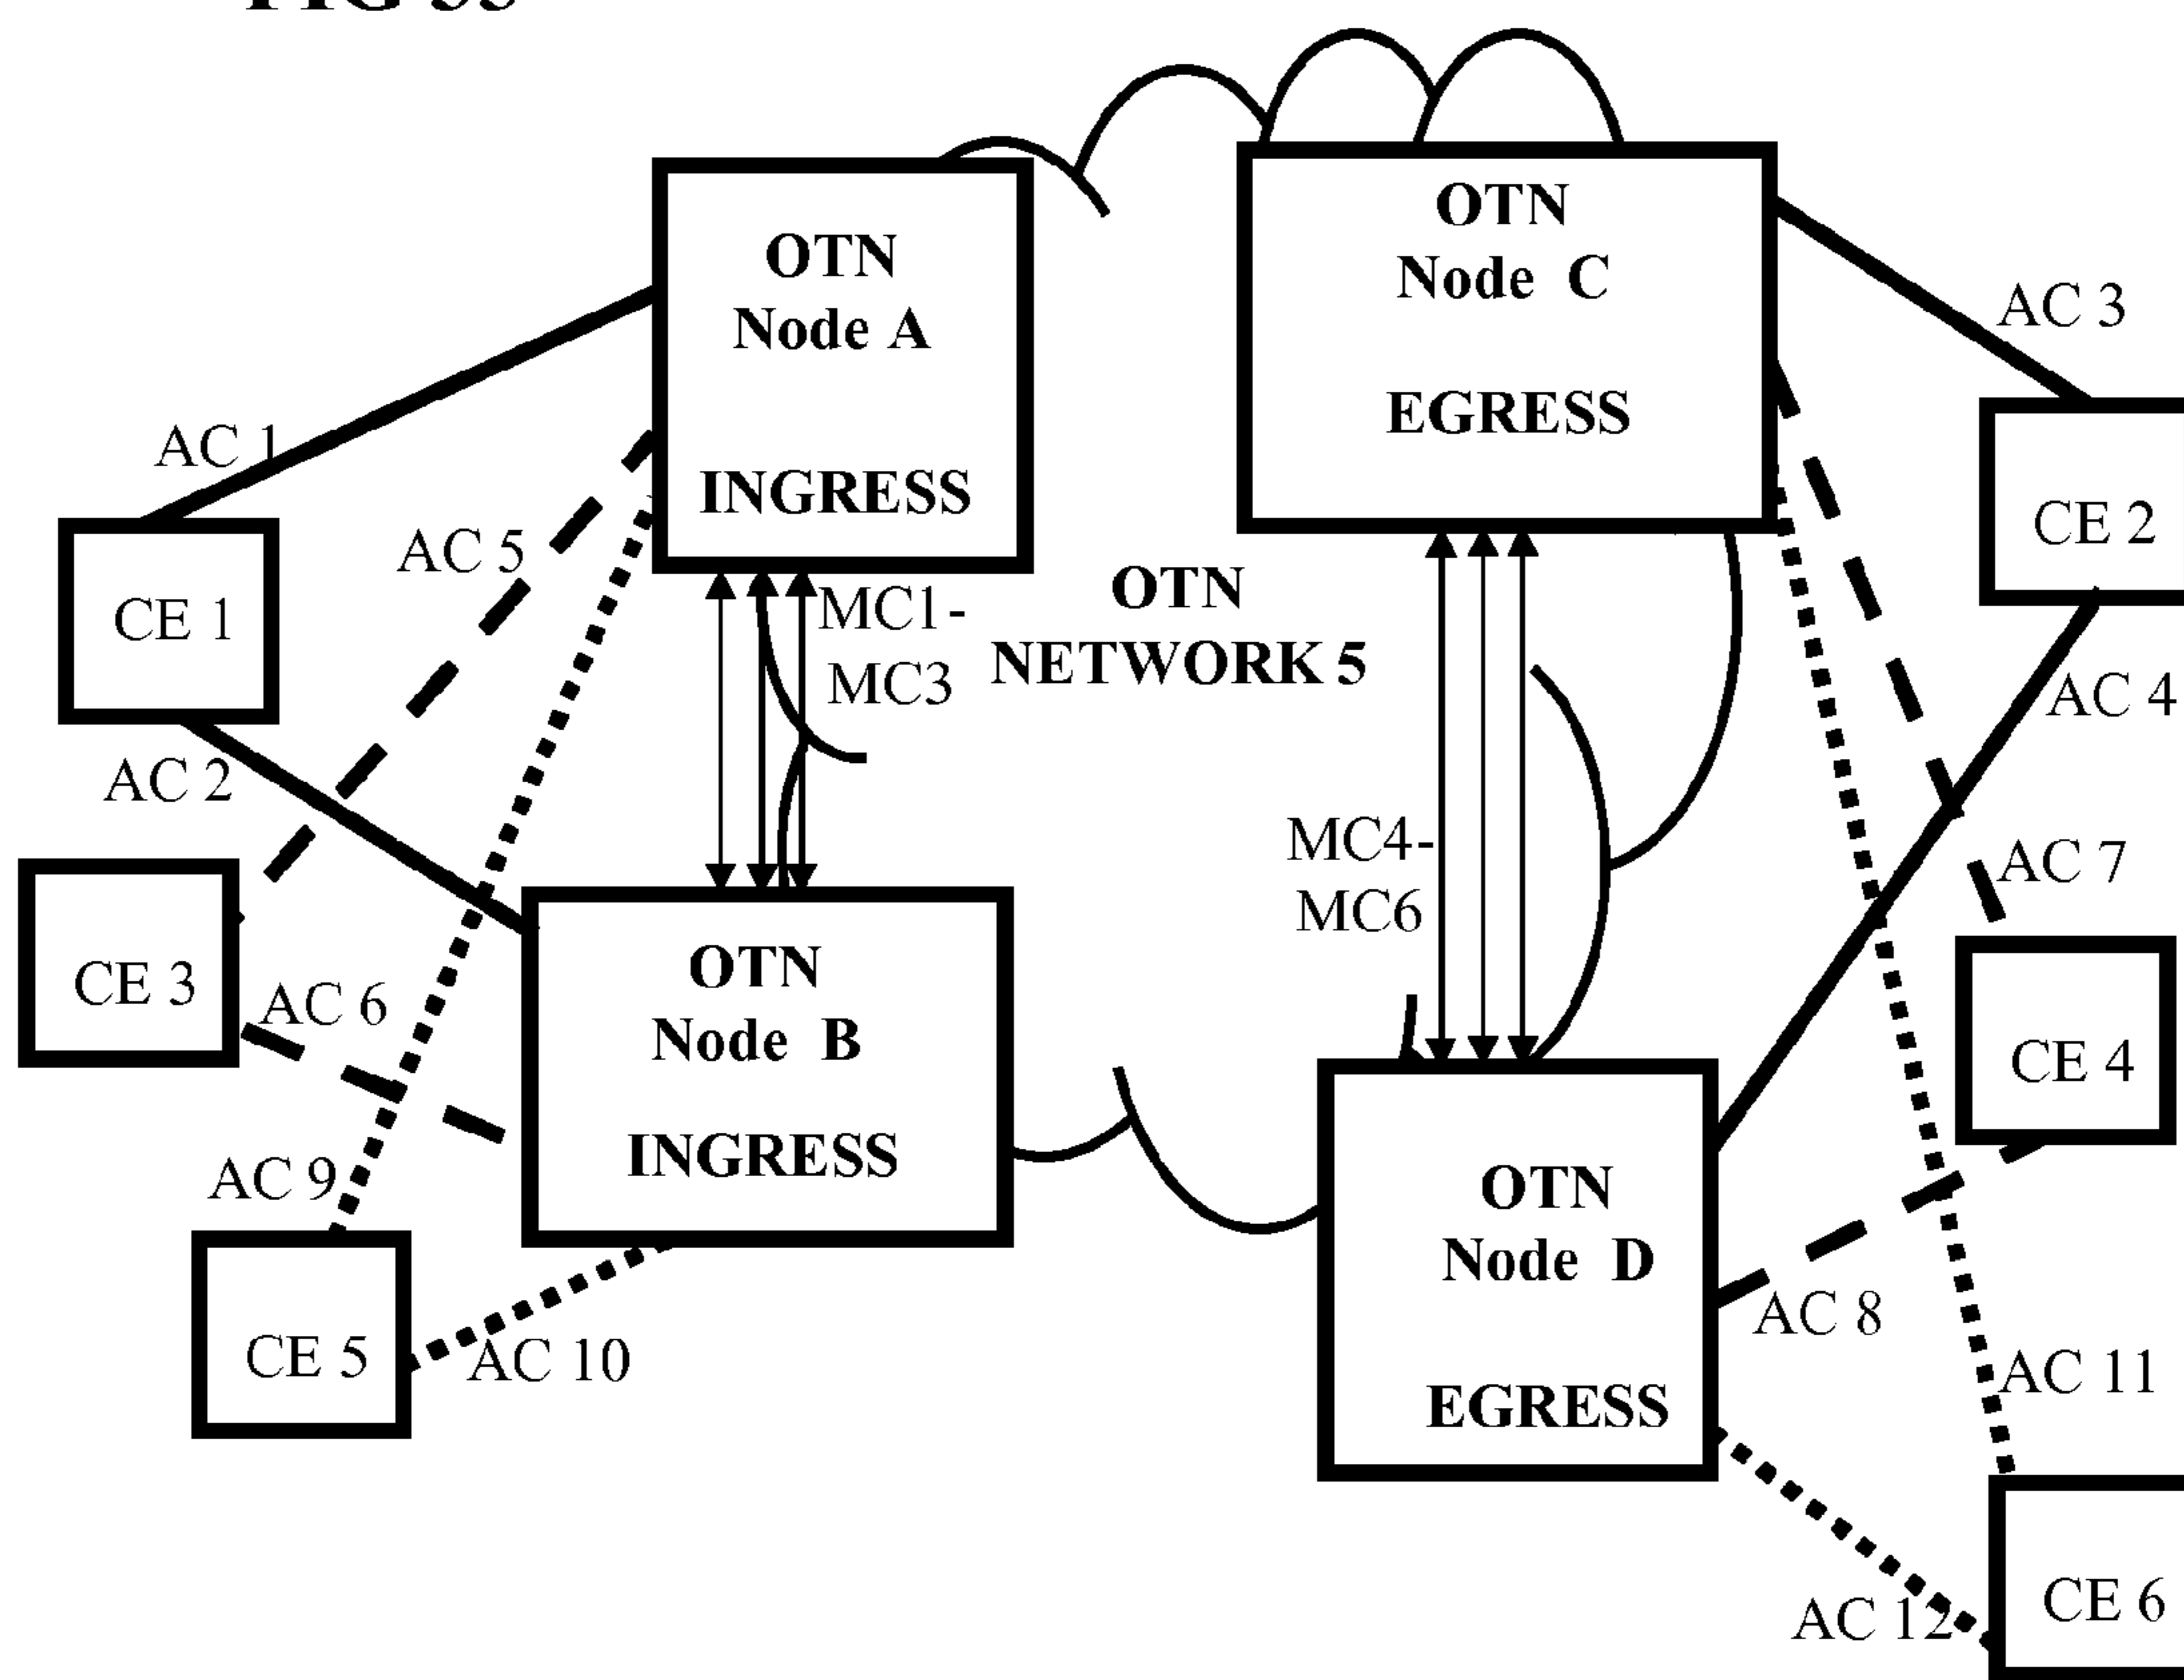 OTN
Node A
INGRESS
OTN
Node C
EGRESS
AC 3
AC 1
AC 5
CE 2
CE 1
MC1-
MC3
OTN
NETWORK 5
AC 4
AC 2
MC4-
MC6
AC 7
CE 3
AC 6
OTN
Node B
INGRESS
CE 4
AC 9
OTN
Node D
EGRESS
AC 8
CE 5
AC 10
AC 11
AC 12
CE 6